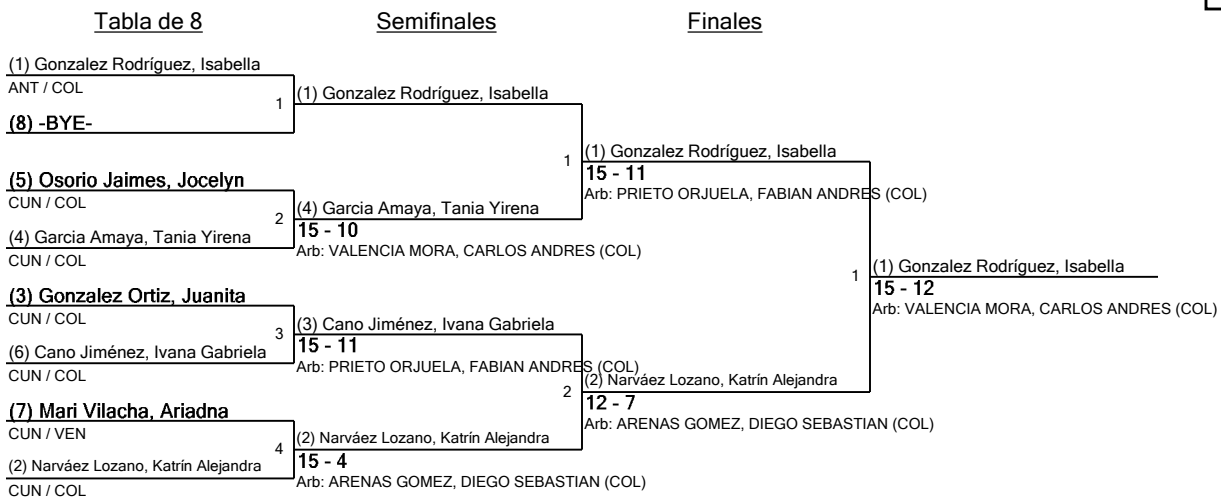 Tabla de 8
Semifinales
Finales
(1) Gonzalez Rodríguez, Isabella
ANT / COL
1
(8) -BYE-
(5) Osorio Jaimes, Jocelyn
CUN / COL
2
(4) Garcia Amaya, Tania Yirena
CUN / COL
(3) Gonzalez Ortiz, Juanita
CUN / COL
3
(6) Cano Jiménez, Ivana Gabriela
CUN / COL
(7) Mari Vilacha, Ariadna
CUN / VEN
4
(2) Narváez Lozano, Katrín Alejandra
CUN / COL
(1) Gonzalez Rodríguez, Isabella
1
(4) Garcia Amaya, Tania Yirena
15 - 10
Arb: VALENCIA MORA, CARLOS ANDRES (COL)
(3) Cano Jiménez, Ivana Gabriela
15 - 11
Arb: PRIETO ORJUELA, FABIAN ANDRES (COL)
2
(2) Narváez Lozano, Katrín Alejandra
15 - 4
Arb: ARENAS GOMEZ, DIEGO SEBASTIAN (COL)
(1) Gonzalez Rodríguez, Isabella
15 - 11
Arb: PRIETO ORJUELA, FABIAN ANDRES (COL)
1
(2) Narváez Lozano, Katrín Alejandra
12 - 7
Arb: ARENAS GOMEZ, DIEGO SEBASTIAN (COL)
(1) Gonzalez Rodríguez, Isabella
15 - 12
Arb: VALENCIA MORA, CARLOS ANDRES (COL)